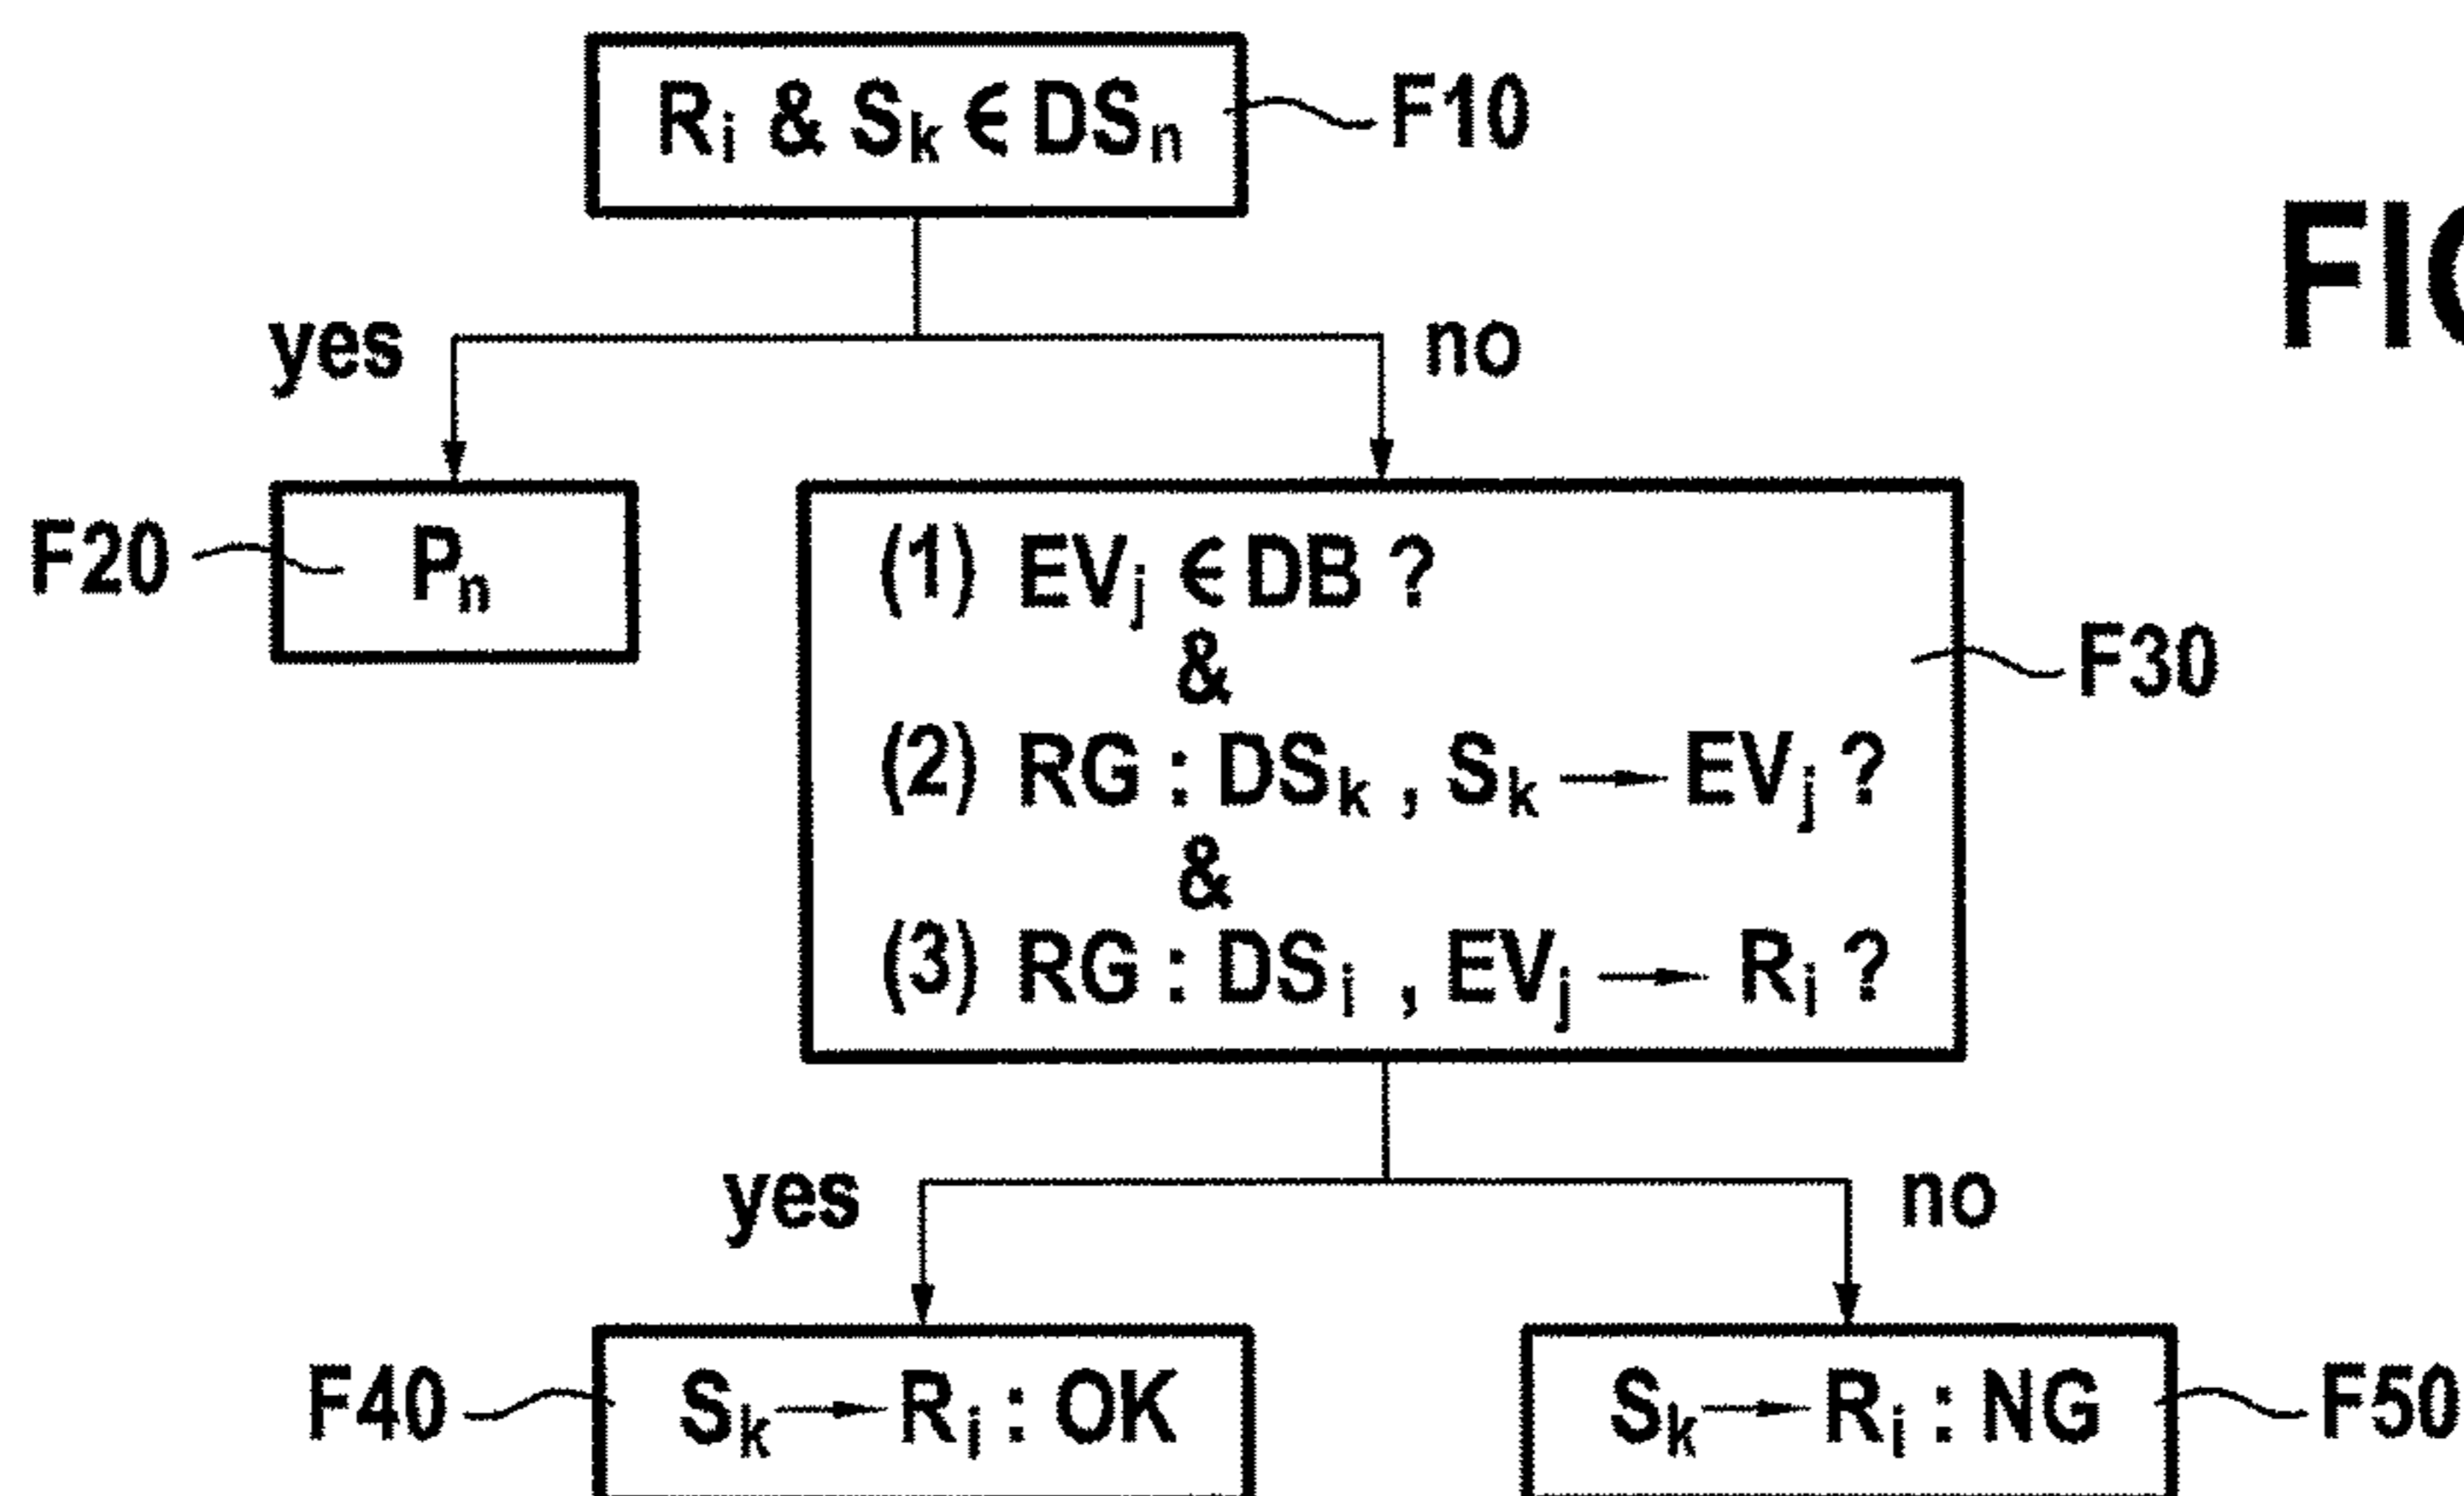 Rᵢ & Sₖ ϵ DSₙ F10
yes no
F20 Pₙ
(1) EVⱼ ϵ DB ?
&
F30
(2) RG : DSₖ , Sₖ → EVⱼ ?
&
(3) RG : DSᵢ , EVⱼ → Rᵢ ?
yes no
F40 Sₖ → Rᵢ : OK
Sₖ → Rᵢ : NG F50